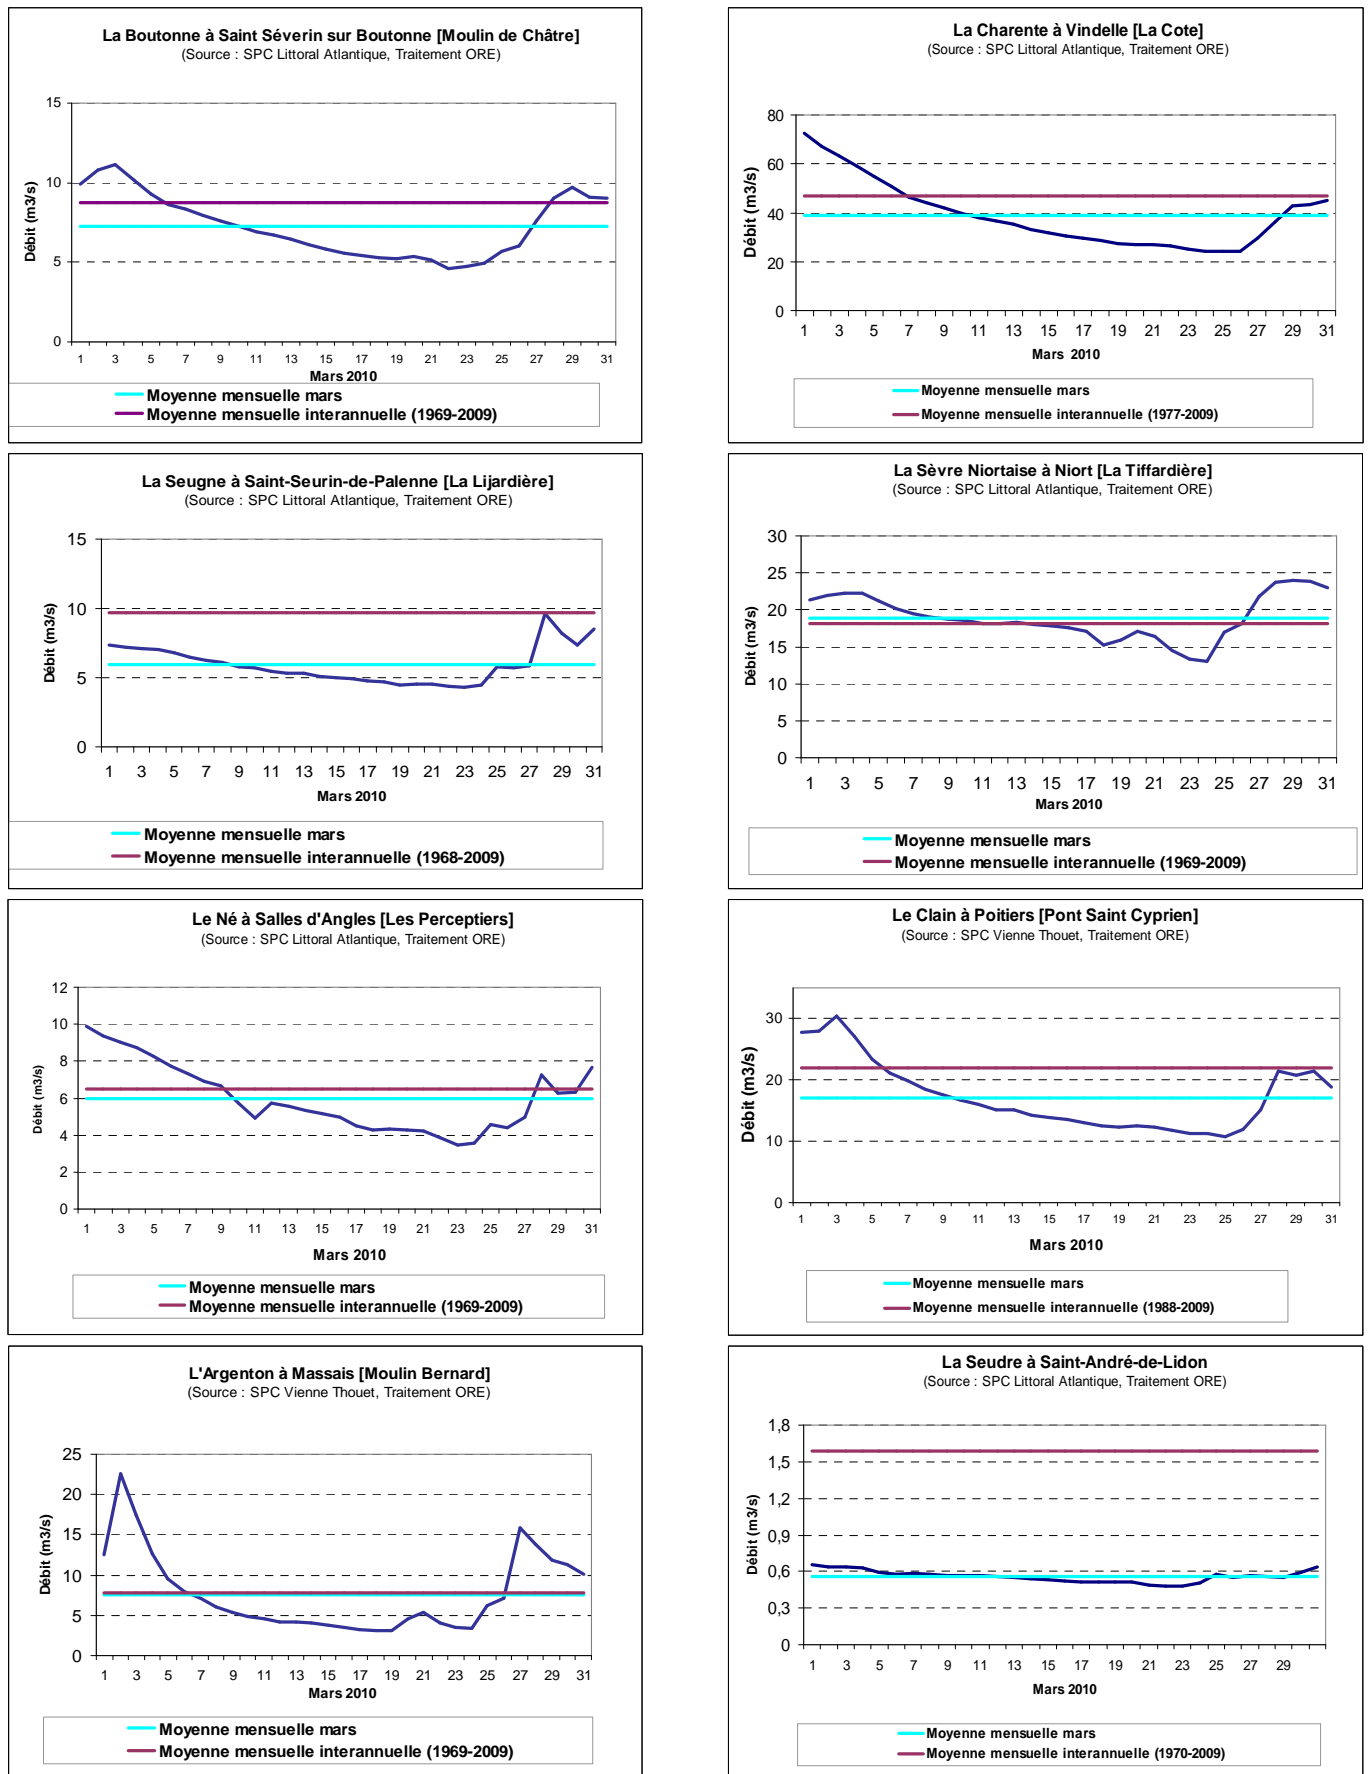 La Boutonne à Saint Séverin sur Boutonne [Moulin de Châtre]
(Source : SPC Littoral Atlantique, Traitement ORE)
Débit (m3/s)
15
10
5
0
1 3 5 7 9 11 13 15 17 19 21 23 25 27 29 31
Mars 2010
Moyenne mensuelle mars
Moyenne mensuelle interannuelle (1969-2009)
La Charente à Vindelle [La Cote]
(Source : SPC Littoral Atlantique, Traitement ORE)
Débit (m3/s)
80
60
40
20
0
1 3 5 7 9 11 13 15 17 19 21 23 25 27 29 31
Mars 2010
Moyenne mensuelle mars
Moyenne mensuelle interannuelle (1977-2009)
La Seugne à Saint-Seurin-de-Palenne [La Lijardière]
(Source : SPC Littoral Atlantique, Traitement ORE)
Débit (m3/s)
15
10
5
0
1 3 5 7 9 11 13 15 17 19 21 23 25 27 29 31
Mars 2010
Moyenne mensuelle mars
Moyenne mensuelle interannuelle (1968-2009)
La Sèvre Niortaise à Niort [La Tiffardière]
(Source : SPC Littoral Atlantique, Traitement ORE)
Débit (m3/s)
30
25
20
15
10
5
0
1 3 5 7 9 11 13 15 17 19 21 23 25 27 29 31
Mars 2010
Moyenne mensuelle mars
Moyenne mensuelle interannuelle (1969-2009)
Le Né à Salles d'Angles [Les Perceptiers]
(Source : SPC Littoral Atlantique, Traitement ORE)
Débit (m3/s)
12
10
8
6
4
2
0
1 3 5 7 9 11 13 15 17 19 21 23 25 27 29 31
Mars 2010
Moyenne mensuelle mars
Moyenne mensuelle interannuelle (1969-2009)
Le Clain à Poitiers [Pont Saint Cyprien]
(Source : SPC Vienne Thouet, Traitement ORE)
Débit (m3/s)
30
20
10
0
1 3 5 7 9 11 13 15 17 19 21 23 25 27 29 31
Mars 2010
Moyenne mensuelle mars
Moyenne mensuelle interannuelle (1988-2009)
L'Argenton à Massais [Moulin Bernard]
(Source : SPC Vienne Thouet, Traitement ORE)
Débit (m3/s)
25
20
15
10
5
0
1 3 5 7 9 11 13 15 17 19 21 23 25 27 29 31
Mars 2010
Moyenne mensuelle mars
Moyenne mensuelle interannuelle (1969-2009)
La Seudre à Saint-André-de-Lidon
(Source : SPC Littoral Atlantique, Traitement ORE)
Débit (m3/s)
1,8
1,5
1,2
0,9
0,6
0,3
0
1 3 5 7 9 11 13 15 17 19 21 23 25 27 29
Mars 2010
Moyenne mensuelle mars
Moyenne mensuelle interannuelle (1970-2009)